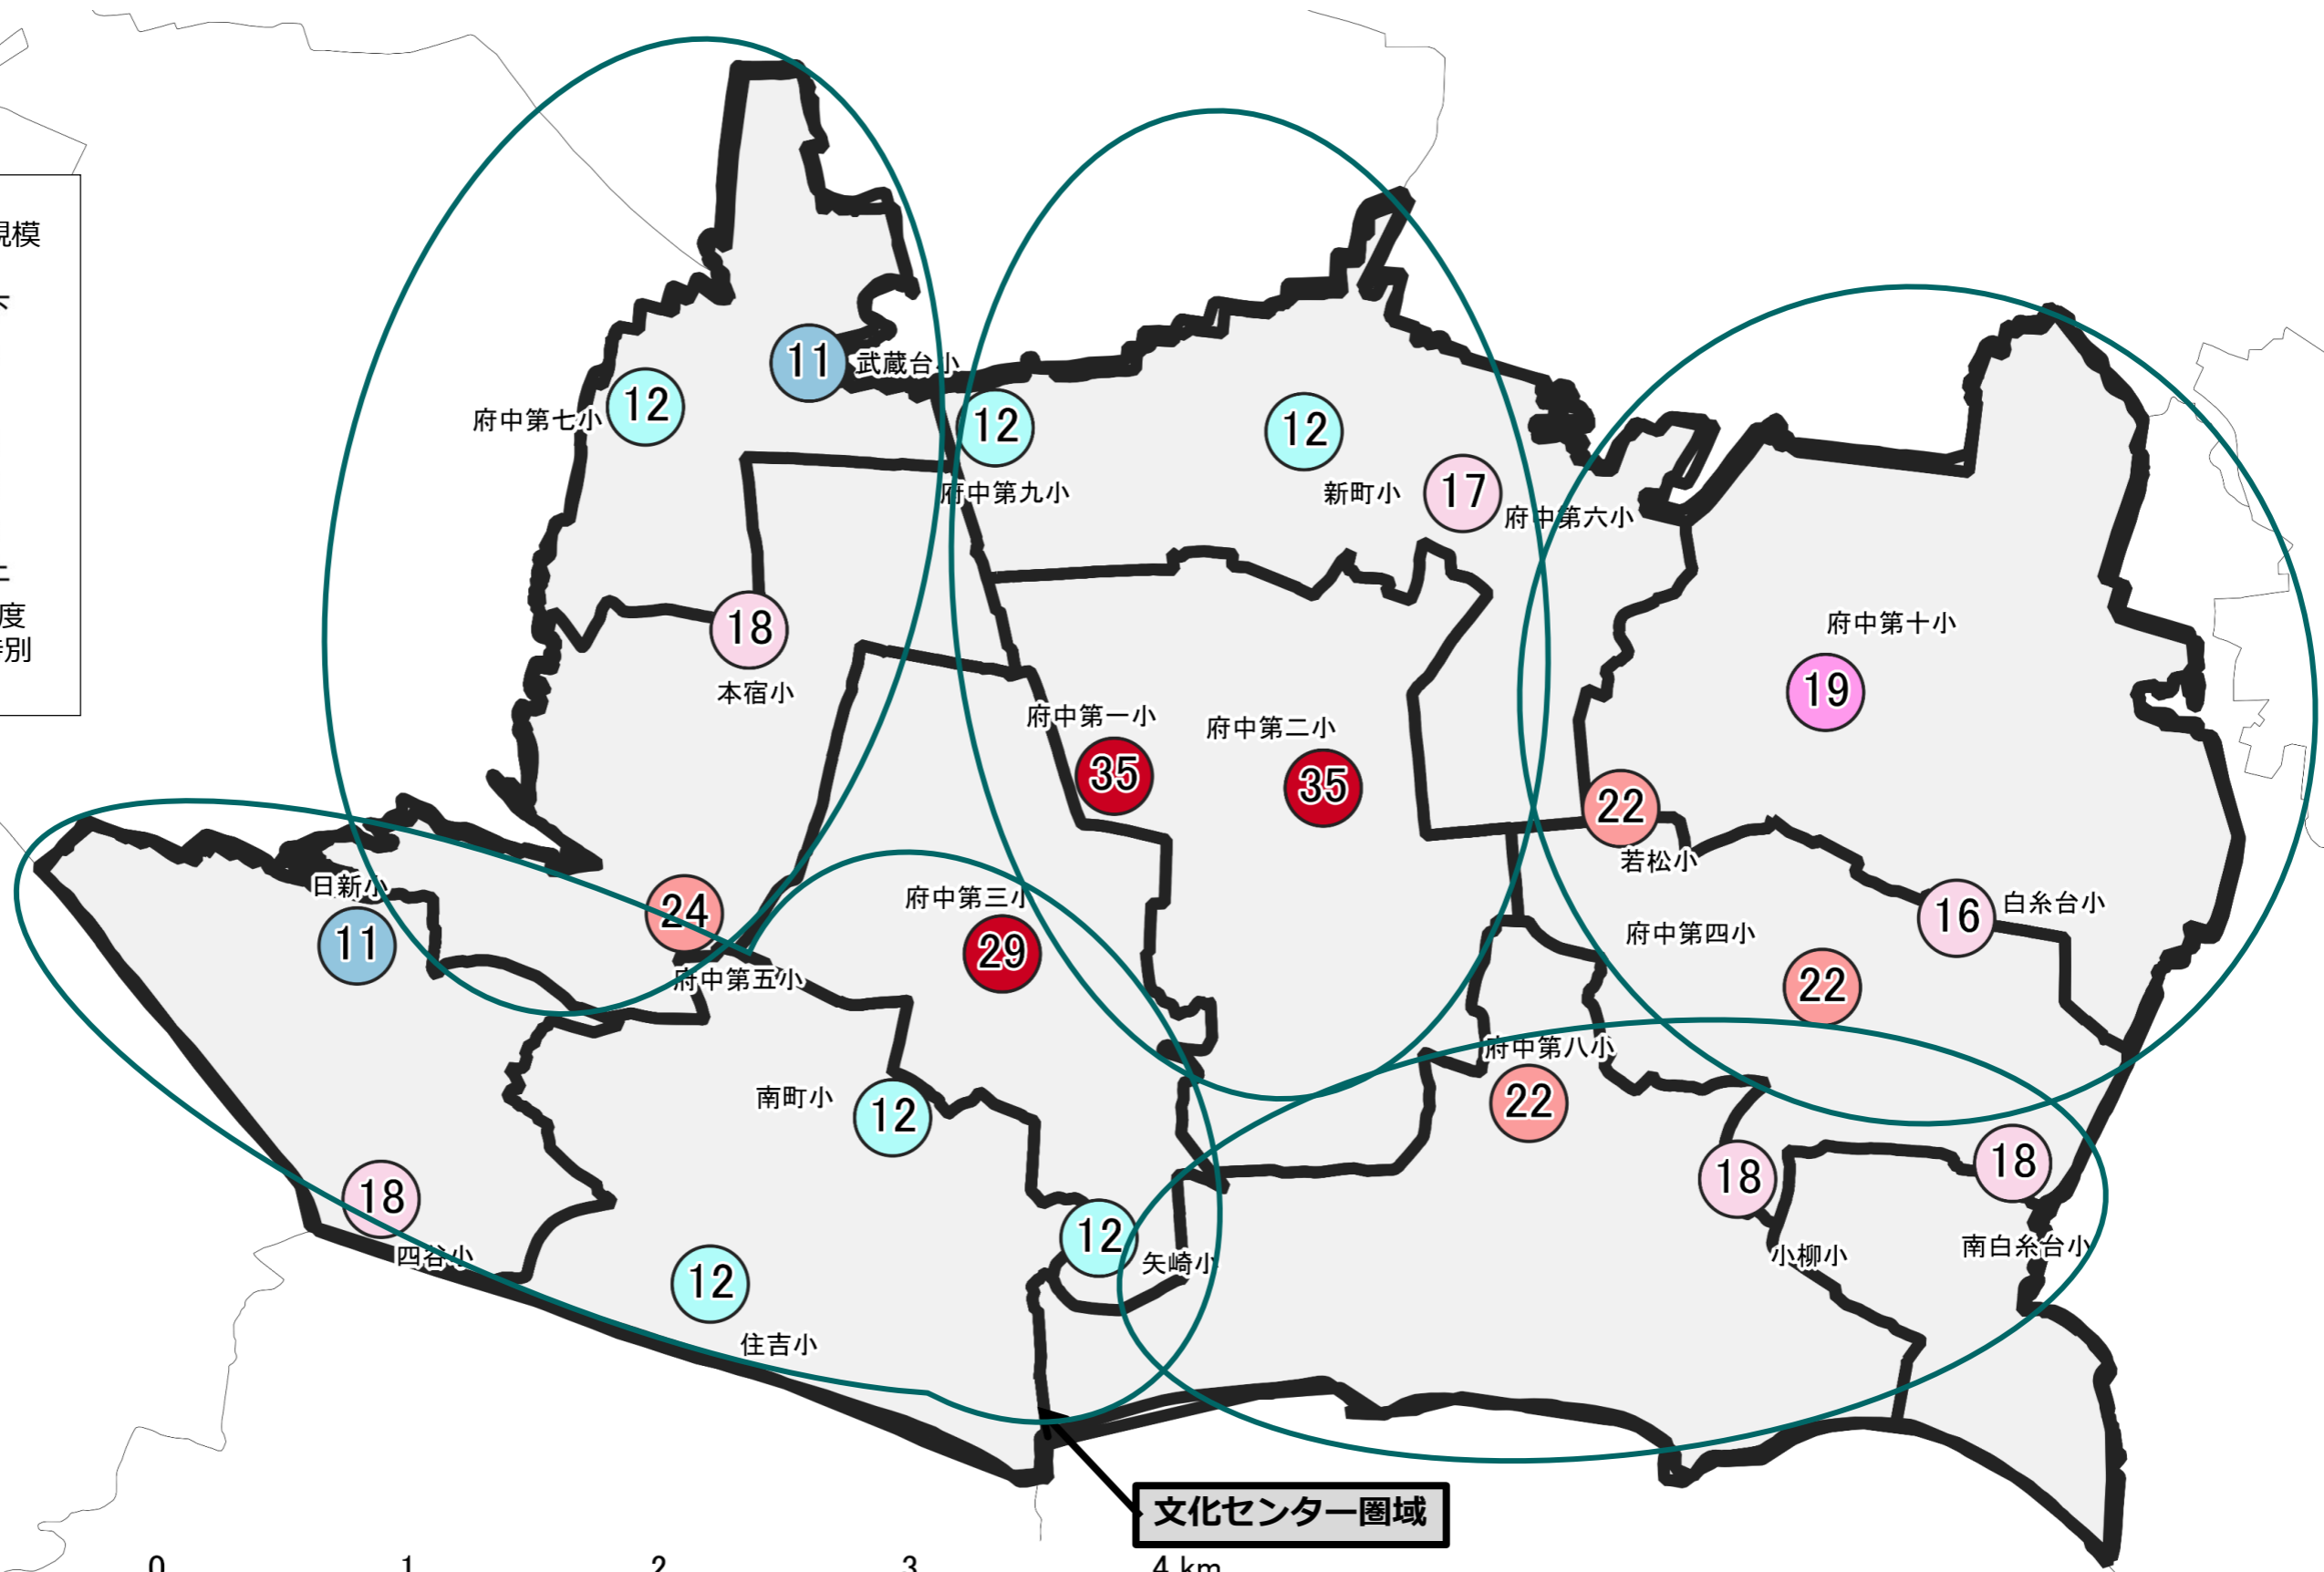 規模
下
上
度
特別
11
武蔵台小
府中第七小
12
12
府中第九小
12
新町小
17
府中第六小
18
本宿小
府中第十小
19
府中第一小
35
府中第二小
35
22
若松小
日新小
11
24
府中第五小
府中第三小
29
16
白糸台小
府中第四小
22
南町小
12
府中第八小
22
18
四谷小
12
住吉小
12
矢崎小
18
小柳小
18
南白糸台小
文化センター圏域
0 1 2 3 4 km